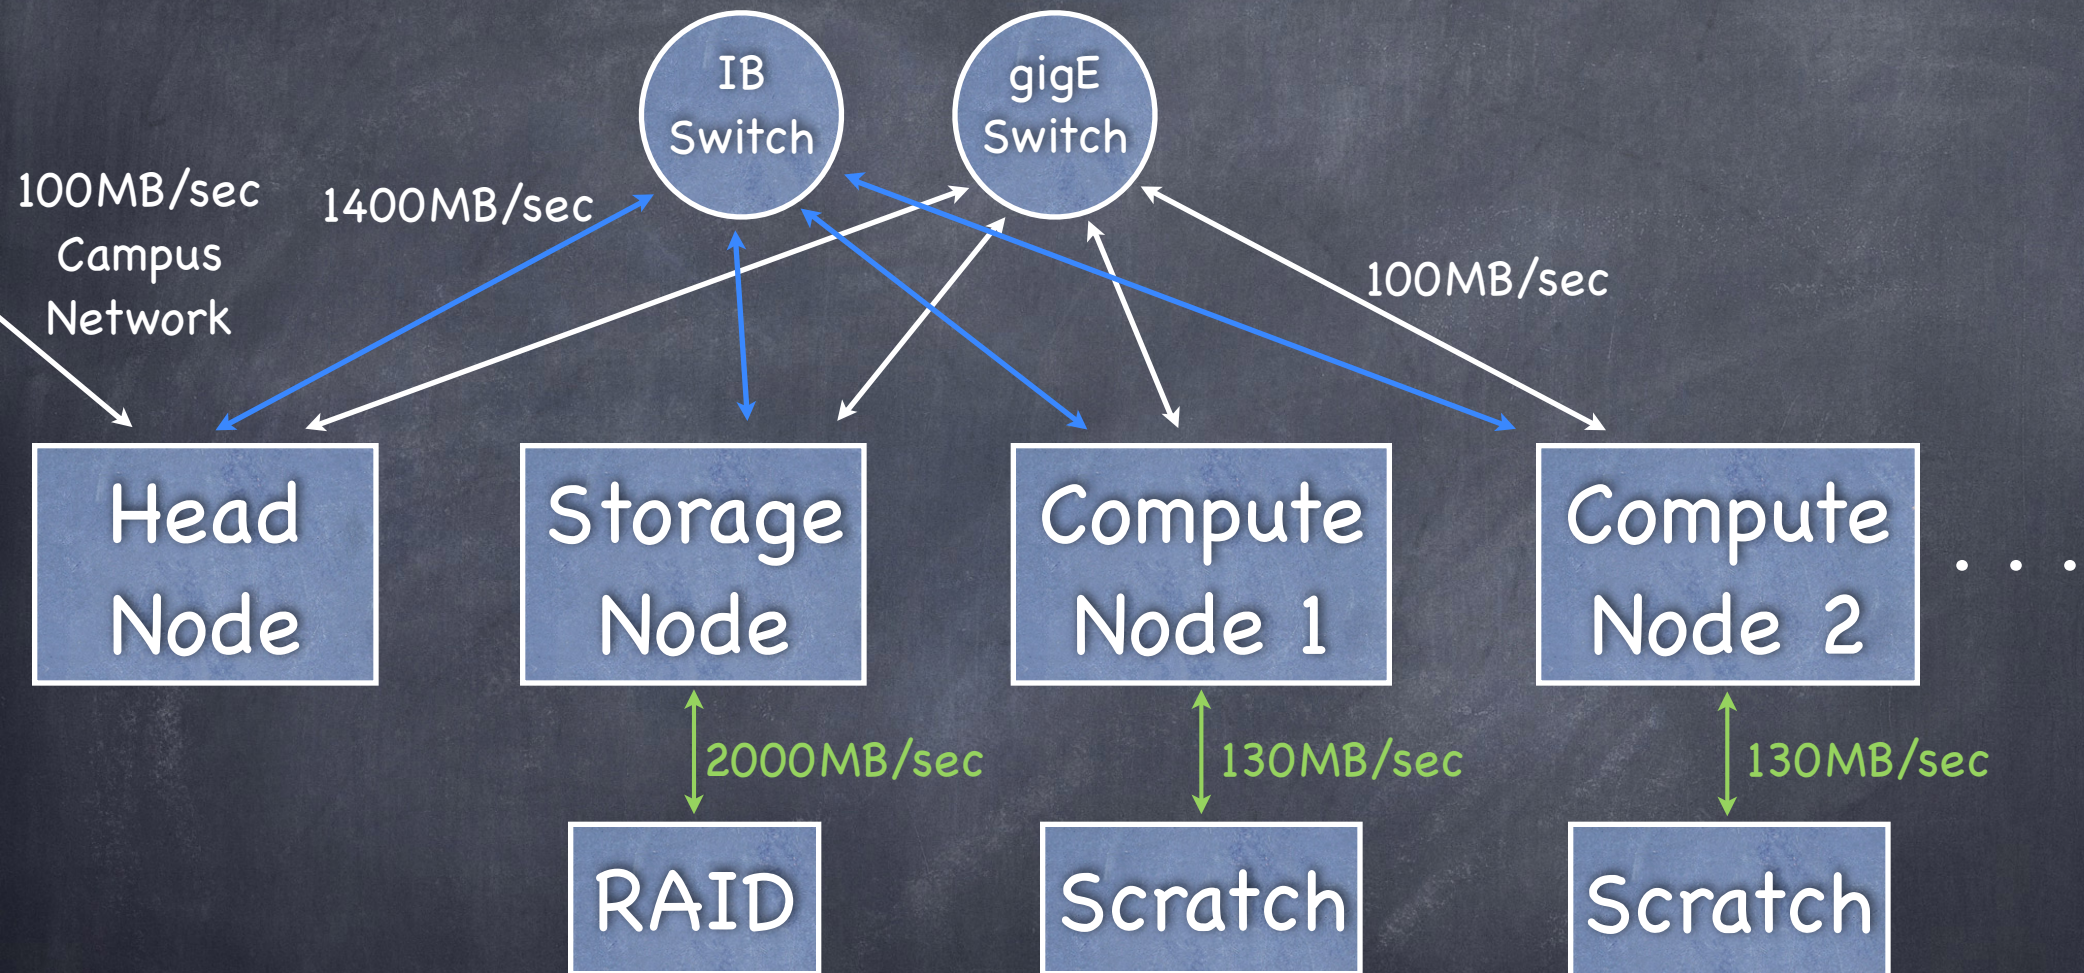 IB
Switch
gigE
Switch
100MB/sec
Campus
Network
1400MB/sec
100MB/sec
Head
Node
Storage
Node
Compute
Node 1
Compute
Node 2
. . .
2000MB/sec
130MB/sec
130MB/sec
RAID
Scratch
Scratch